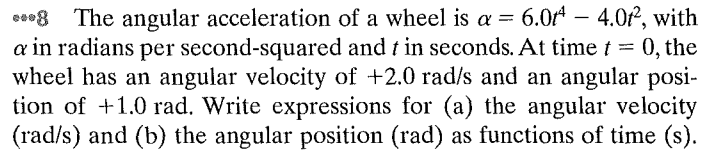 •••8 The angular acceleration of a wheel is α = 6.0t⁴ − 4.0t², with
α in radians per second-squared and t in seconds. At time t = 0, the
wheel has an angular velocity of +2.0 rad/s and an angular posi-
tion of +1.0 rad. Write expressions for (a) the angular velocity
(rad/s) and (b) the angular position (rad) as functions of time (s).